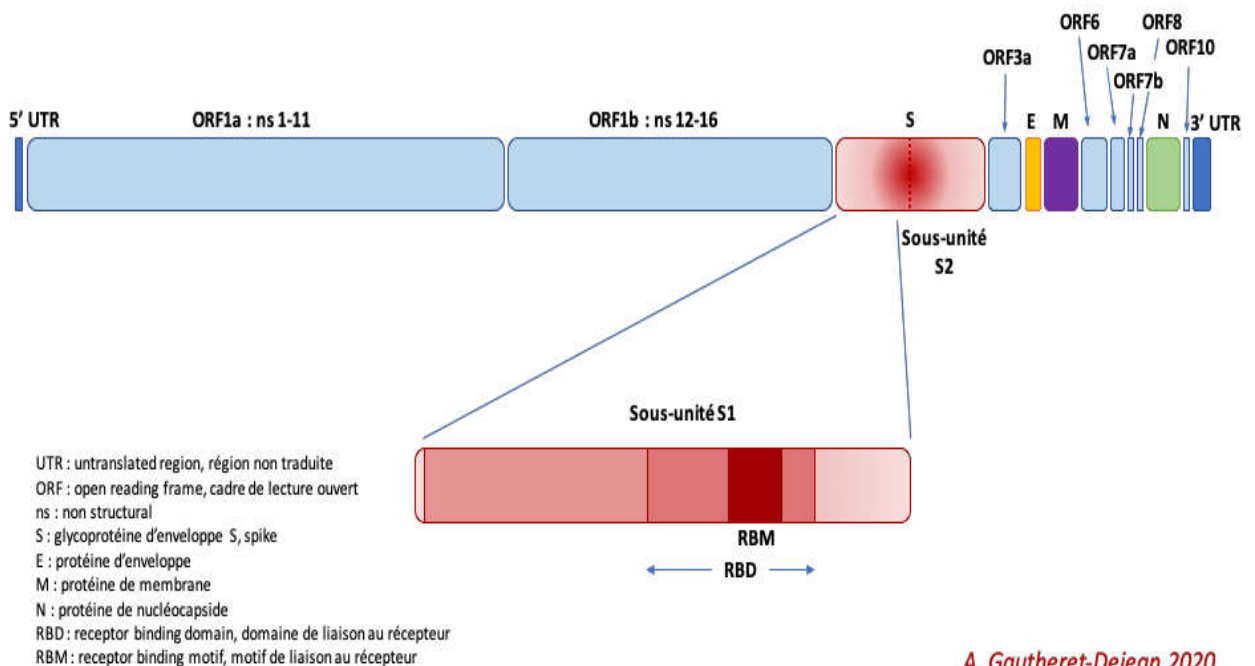 ORF6 ORF8
ORF7a ORF10
ORF3a
ORF7b
5' UTR ORF1a : ns 1-11 ORF1b : ns 12-16 S E M N 3' UTR
Sous-unité
S2
Sous-unité S1
RBM
RBD
UTR : untranslated region, région non traduite
ORF : open reading frame, cadre de lecture ouvert
ns : non structural
S : glycoprotéine d'enveloppe S, spike
E : protéine d'enveloppe
M : protéine de membrane
N : protéine de nucléocapside
RBD : receptor binding domain, domaine de liaison au récepteur
RBM : receptor binding motif, motif de liaison au récepteur
A. Gautheret-Dejean 2020